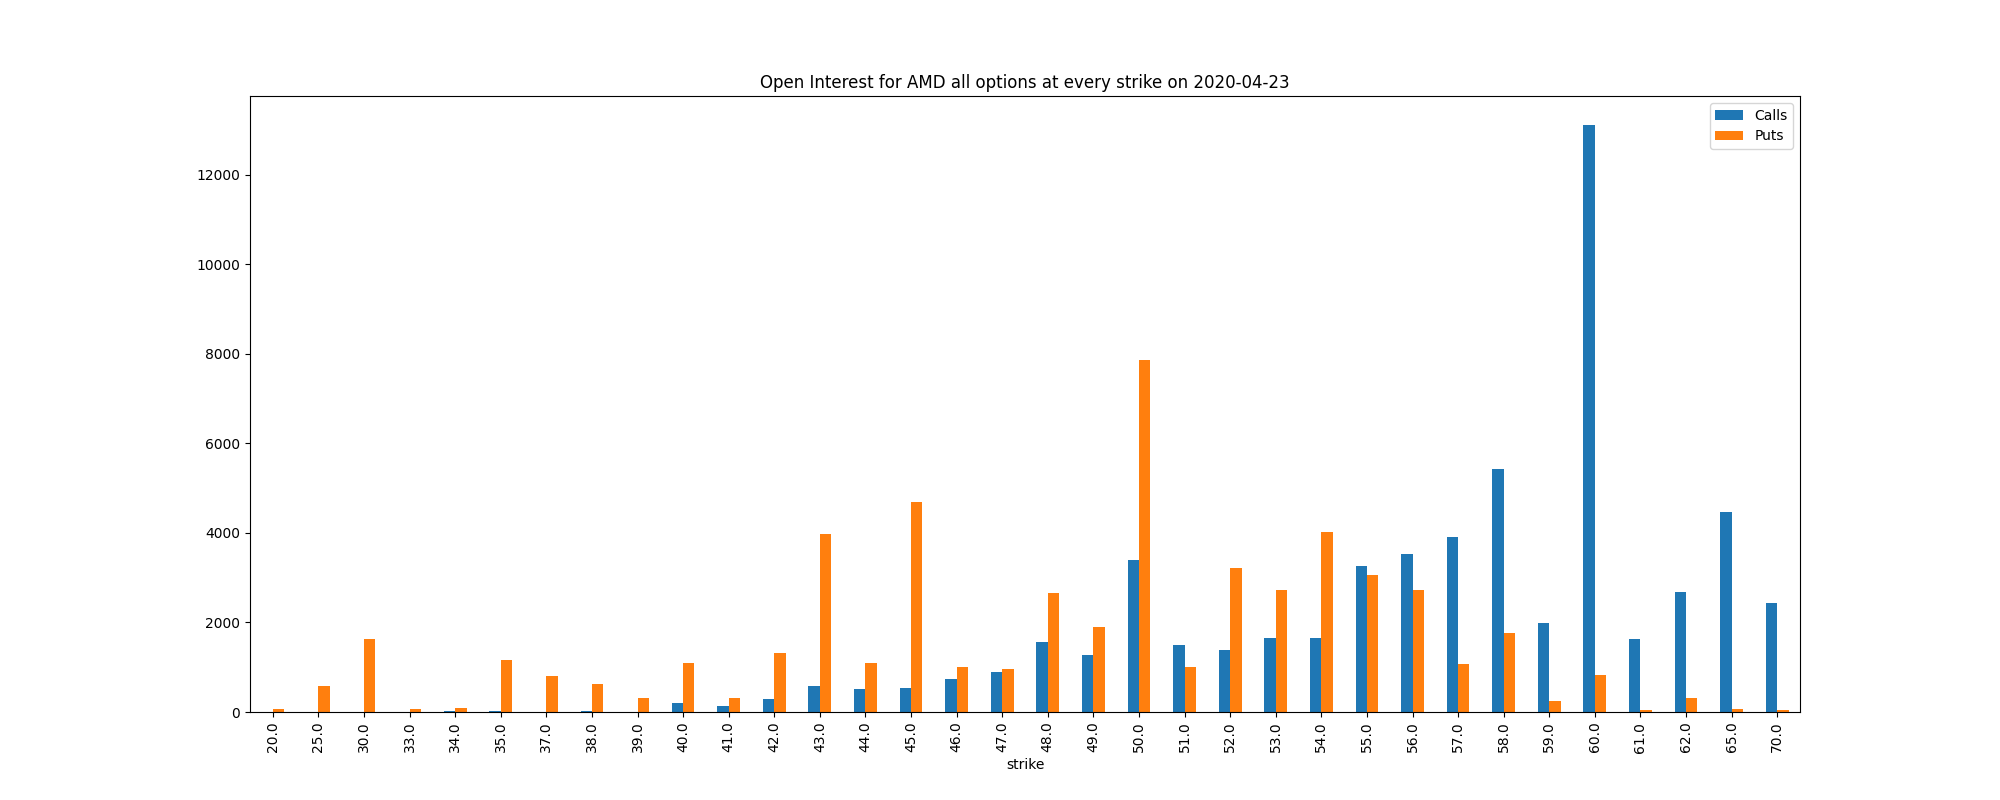 Open Interest for AMD all options at every strike on 2020-04-23
Calls
Puts
12000
10000
8000
6000
4000
2000
0
20.0 25.0 30.0 33.0 34.0 35.0 37.0 38.0 39.0 40.0 41.0 42.0 43.0 44.0 45.0 46.0 47.0 48.0 49.0 50.0 51.0 52.0 53.0 54.0 55.0 56.0 57.0 58.0 59.0 60.0 61.0 62.0 65.0 70.0
strike